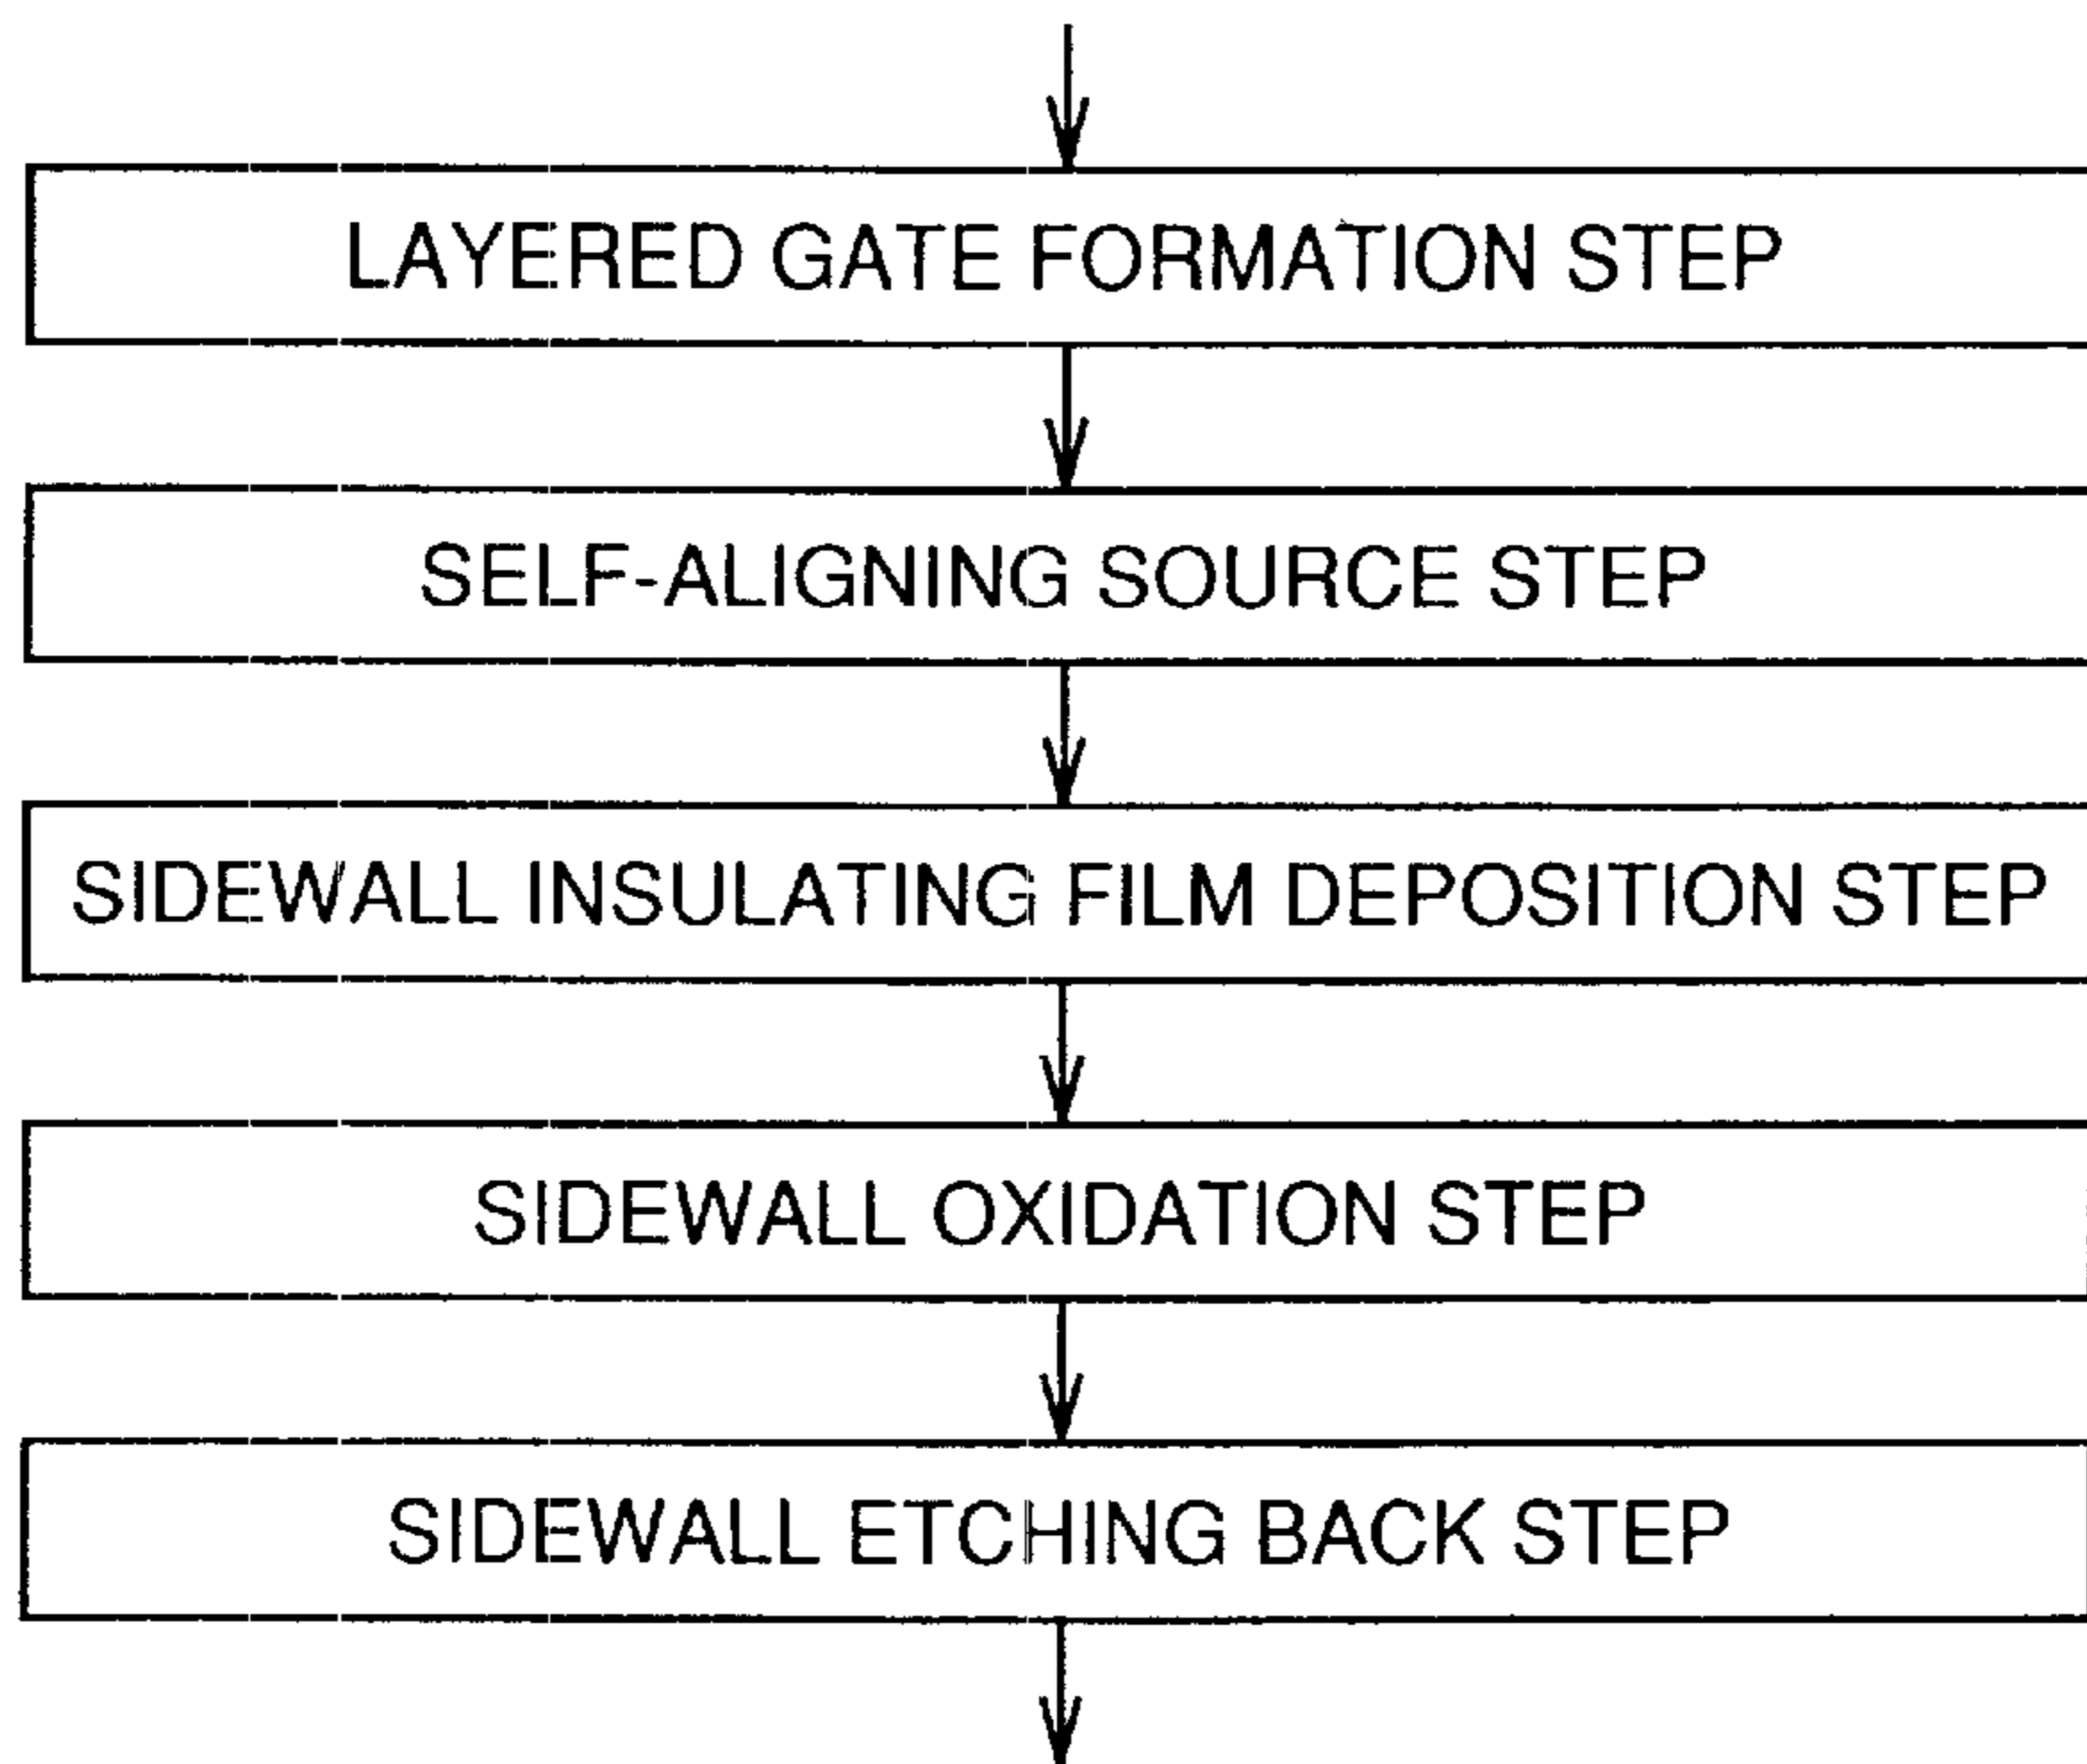 LAYERED GATE FORMATION STEP
SELF-ALIGNING SOURCE STEP
SIDEWALL INSULATING FILM DEPOSITION STEP
SIDEWALL OXIDATION STEP
SIDEWALL ETCHING BACK STEP